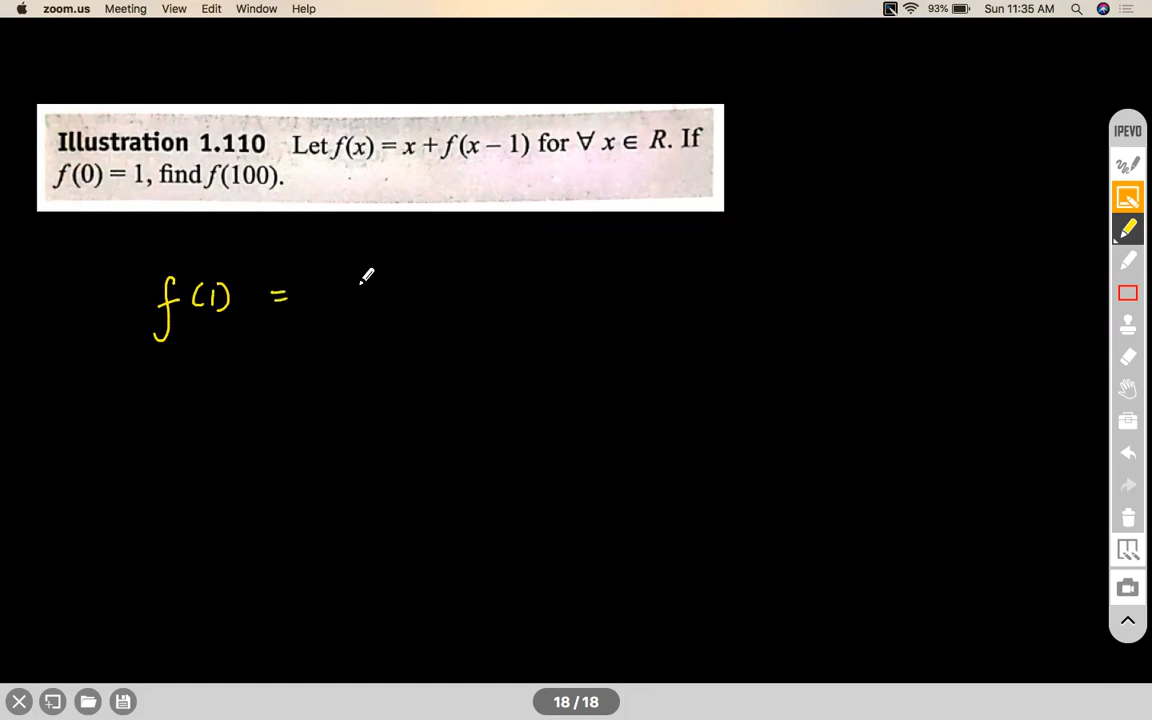 zoom.us Meeting View Edit Window Help 93% Sun 11:35 AM
IPEVO
Illustration 1.110 Let f(x) = x + f(x – 1) for ∀ x ∈ R. If
f(0) = 1, find f(100).
f(1) =
18 / 18